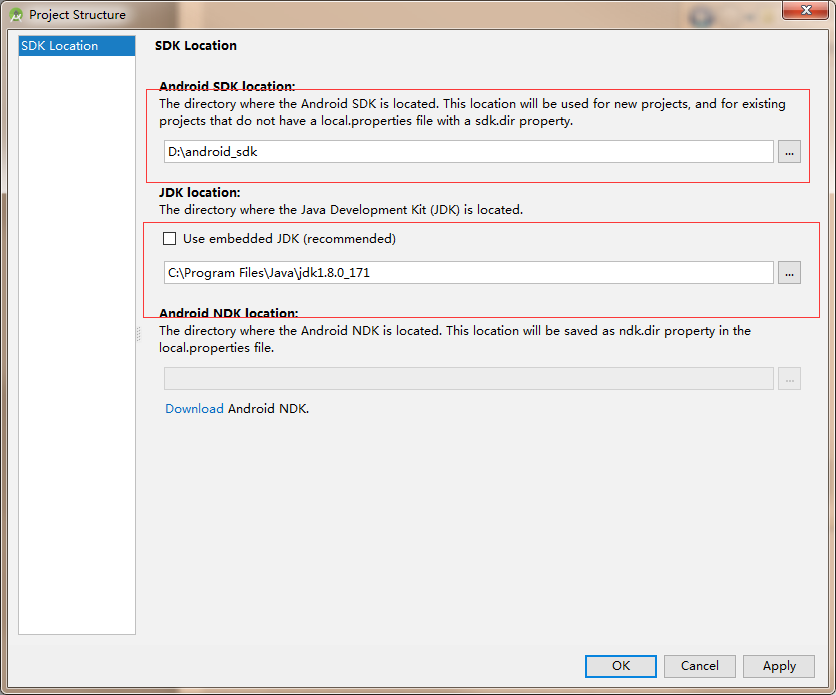 Project Structure
SDK Location
SDK Location
Android SDK location:
The directory where the Android SDK is located. This location will be used for new projects, and for existing
projects that do not have a local.properties file with a sdk.dir property.
D:\android_sdk
...
JDK location:
The directory where the Java Development Kit (JDK) is located.
Use embedded JDK (recommended)
C:\Program Files\Java\jdk1.8.0_171
...
Android NDK location:
The directory where the Android NDK is located. This location will be saved as ndk.dir property in the
local.properties file.
...
Download Android NDK.
OK
Cancel
Apply